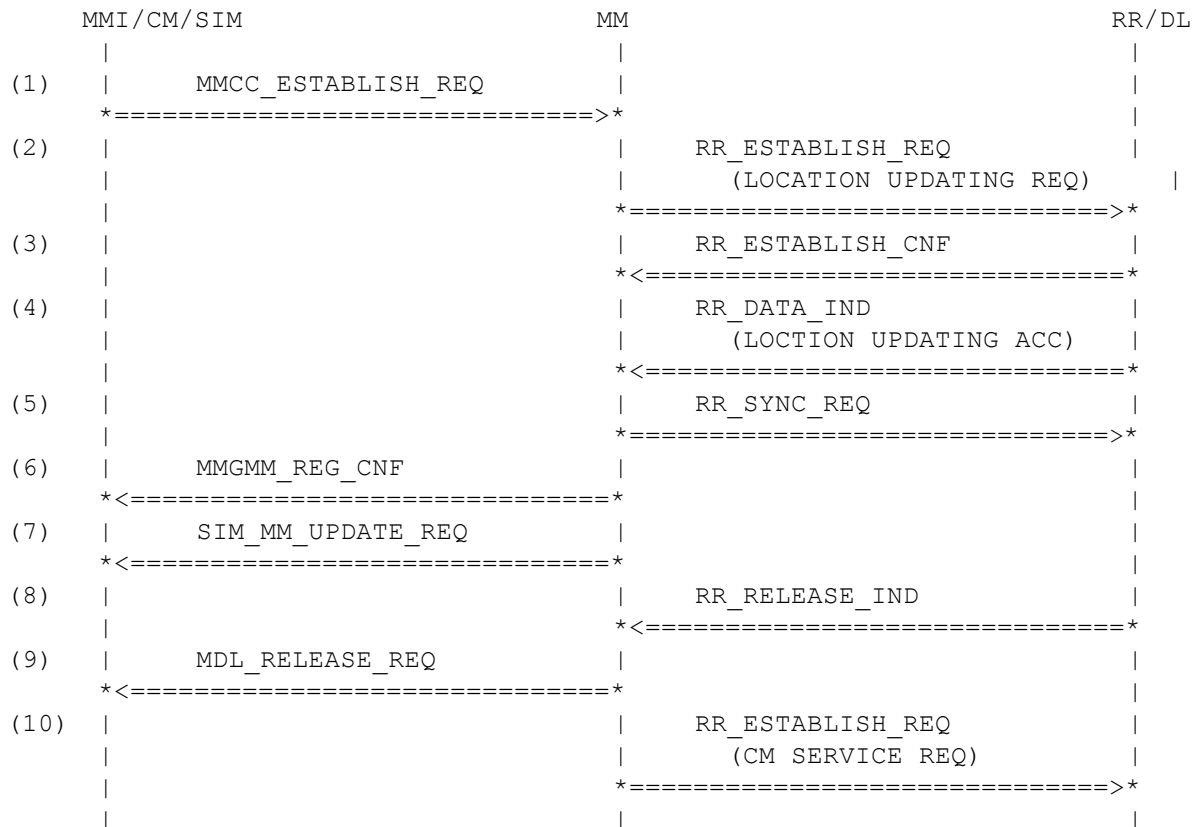 MMI/CM/SIM MM RR/DL
| | |
(1) | MMCC_ESTABLISH_REQ | |
*==============================>* |
(2) | | RR_ESTABLISH_REQ |
| | (LOCATION UPDATING REQ) |
| *==============================>*
(3) | | RR_ESTABLISH_CNF |
| *<==============================*
(4) | | RR_DATA_IND |
| | (LOCTION UPDATING ACC) |
| *<==============================*
(5) | | RR_SYNC_REQ |
| *==============================>*
(6) | MMGMM_REG_CNF | |
*<==============================* |
(7) | SIM_MM_UPDATE_REQ | |
*<==============================* |
(8) | | RR_RELEASE_IND |
| *<==============================*
(9) | MDL_RELEASE_REQ | |
*<==============================* |
(10) | | RR_ESTABLISH_REQ |
| | (CM SERVICE REQ) |
| *==============================>*
| | |